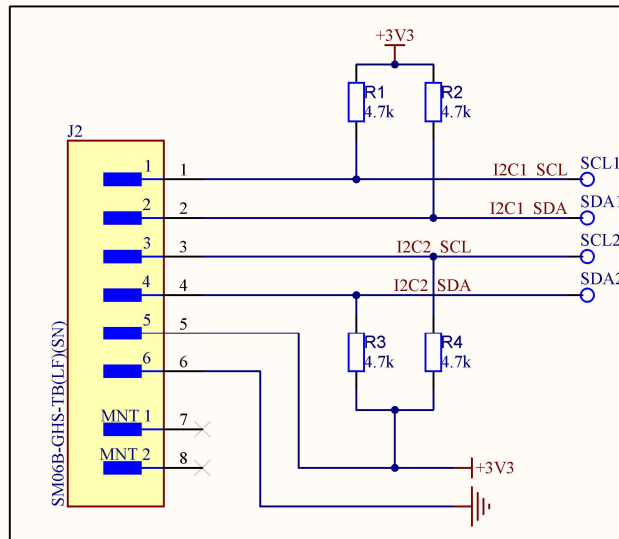 +3V3
R1
4.7k
R2
4.7k
J2
1 1 I2C1_SCL SCL1
2 2 I2C1_SDA SDA1
3 3 I2C2_SCL SCL2
4 4 I2C2_SDA SDA2
5 5
R3
4.7k
R4
4.7k
6 6
MNT 1 7
MNT 2 8
+3V3
SM06B-GHS-TB(LF)(SN)